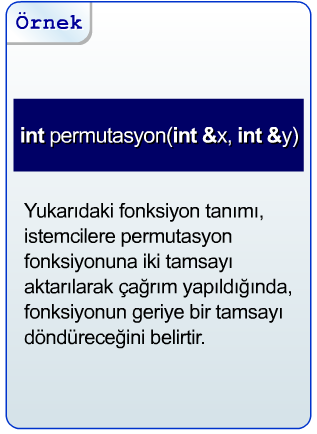 Örnek
int permutasyon(int &x, int &y)
Yukarıdaki fonksiyon tanımı,
istemcilere permutasyon
fonksiyonuna iki tamsayı
aktarılarak çağrım yapıldığında,
fonksiyonun geriye bir tamsayı
döndüreceğini belirtir.